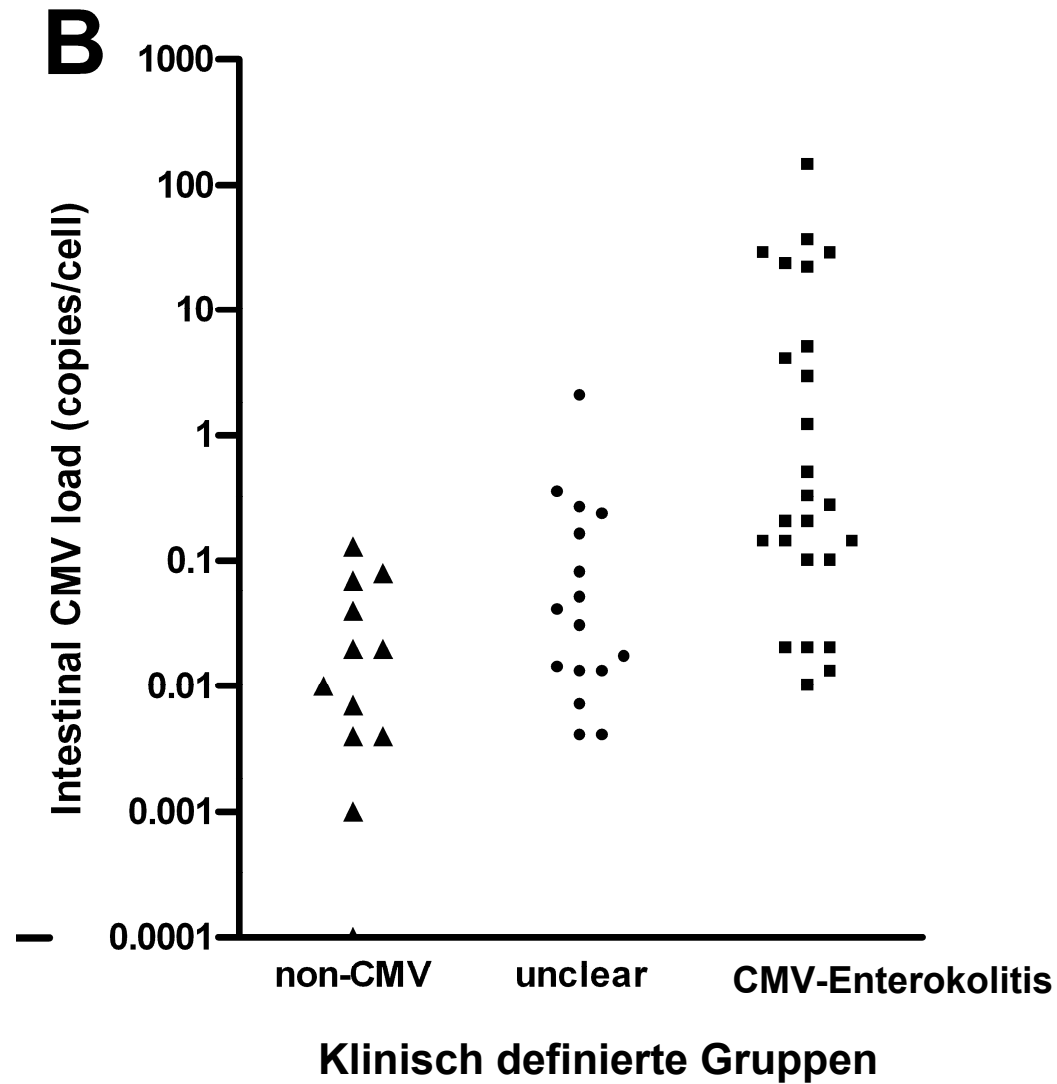 B
1000
100
10
1
0.1
0.01
0.001
0.0001
Intestinal CMV load (copies/cell)
non-CMV
unclear
CMV-Enterokolitis
Klinisch definierte Gruppen